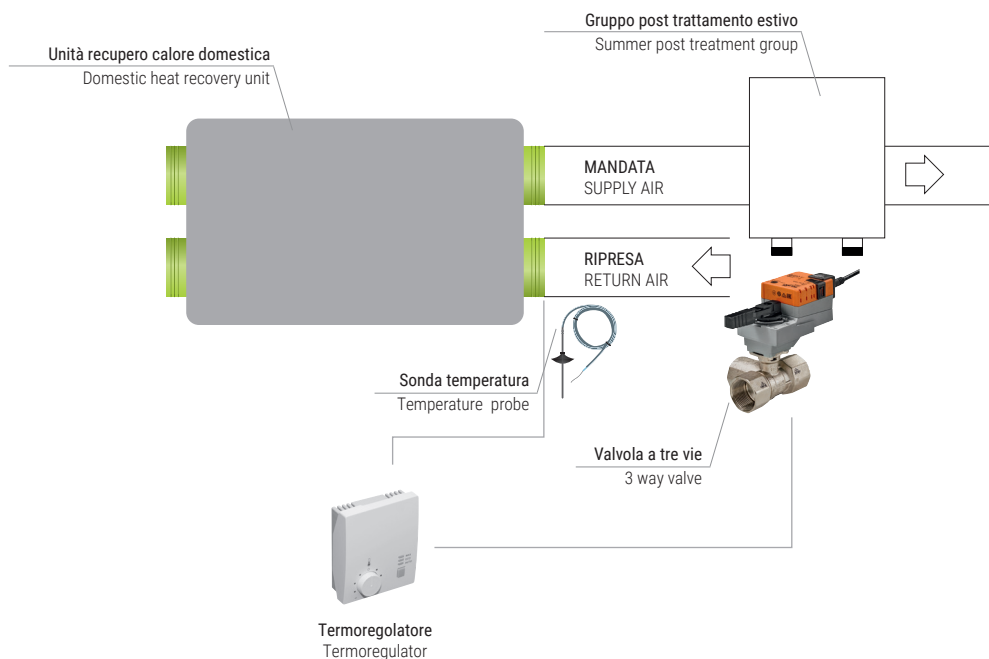 Gruppo post trattamento estivo
Summer post treatment group
Unità recupero calore domestica
Domestic heat recovery unit
MANDATA
SUPPLY AIR
RIPRESA
RETURN AIR
Sonda temperatura
Temperature probe
Valvola a tre vie
3 way valve
Termoregolatore
Termoregulator